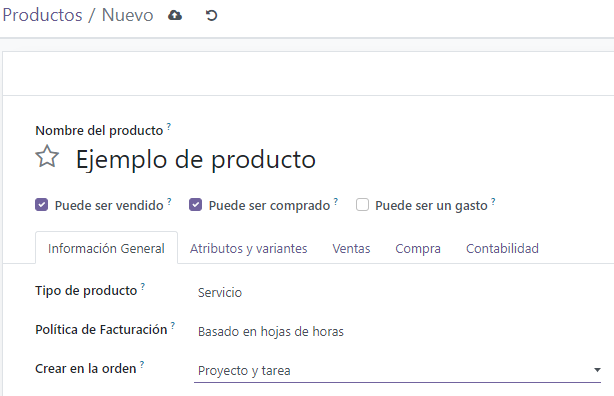 Productos / Nuevo
Nombre del producto ?
Ejemplo de producto
Puede ser vendido ? Puede ser comprado ? Puede ser un gasto ?
Información General Atributos y variantes Ventas Compra Contabilidad
Tipo de producto ? Servicio
Política de Facturación ? Basado en hojas de horas
Crear en la orden ? Proyecto y tarea